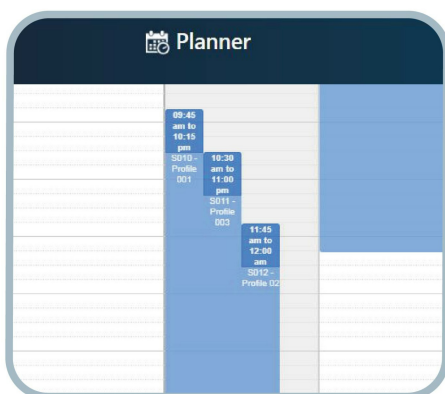 Planner
09:45
am to
10:15
pm
S010 -
Profile
001
10:30
am to
11:00
pm
S011 -
Profile
003
11:45
am to
12:00
am
S012 -
Profile 02